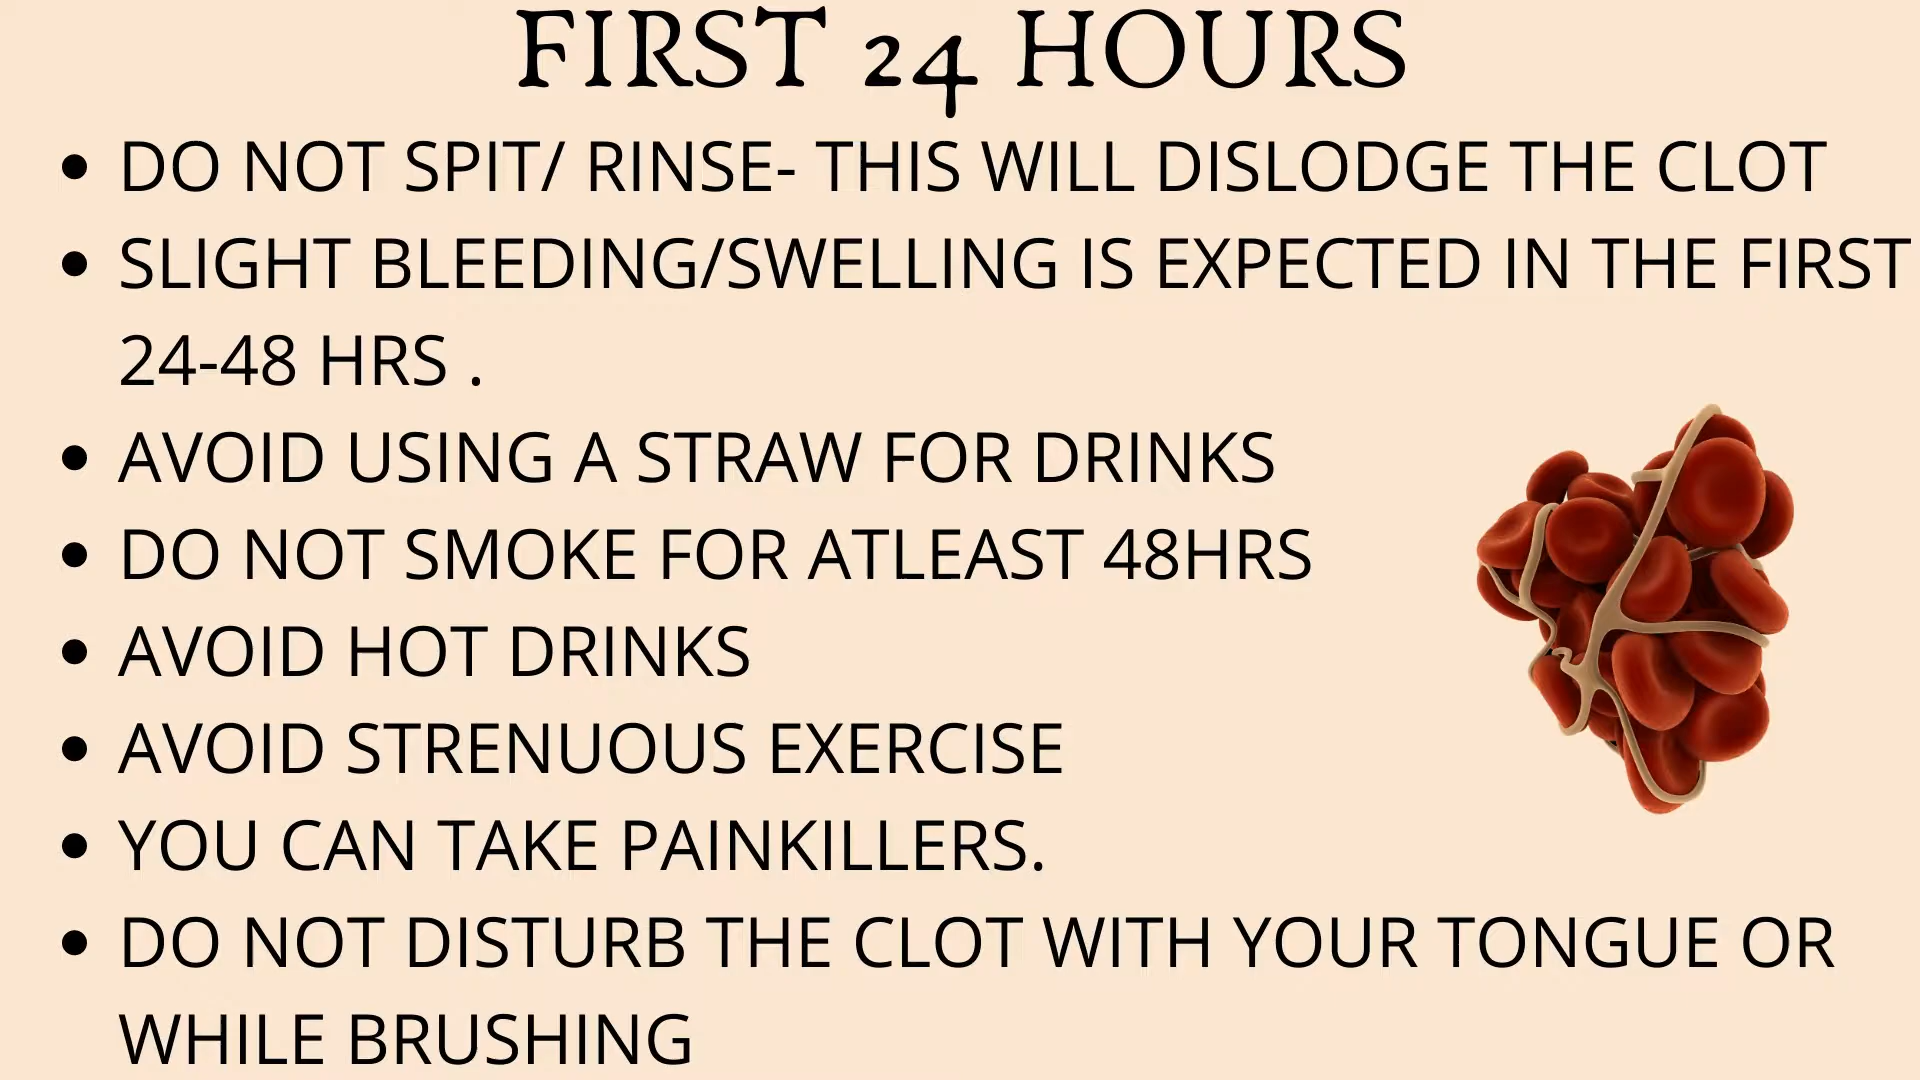 FIRST 24 HOURS
• DO NOT SPIT/ RINSE- THIS WILL DISLODGE THE CLOT
• SLIGHT BLEEDING/SWELLING IS EXPECTED IN THE FIRST
24-48 HRS .
• AVOID USING A STRAW FOR DRINKS
• DO NOT SMOKE FOR ATLEAST 48HRS
• AVOID HOT DRINKS
• AVOID STRENUOUS EXERCISE
• YOU CAN TAKE PAINKILLERS.
• DO NOT DISTURB THE CLOT WITH YOUR TONGUE OR
WHILE BRUSHING